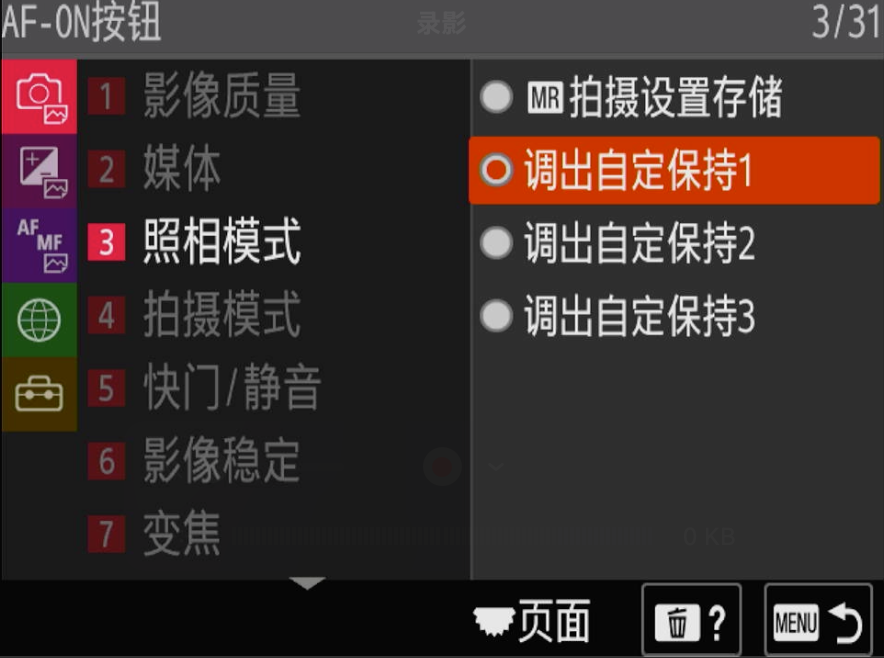 AF-ON按钮
录影
3/31
1 影像质量
2 媒体
AF MF
3 照相模式
4 拍摄模式
5 快门/静音
6 影像稳定
7 变焦
MR 拍摄设置存储
调出自定保持1
调出自定保持2
调出自定保持3
0 KB
页面
?
MENU